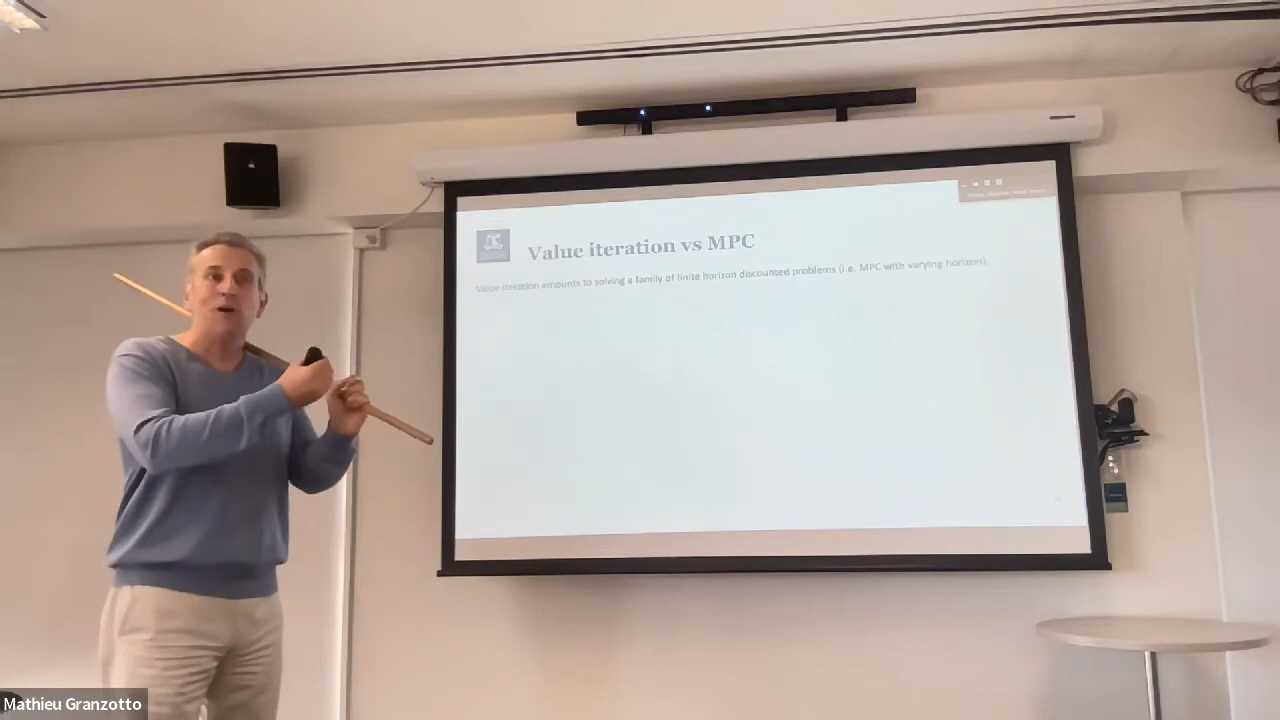 Value iteration vs MPC
Value iteration amounts to solving a family of finite horizon discounted problems (i.e. MPC with varying horizon).
Mathieu Granzotto